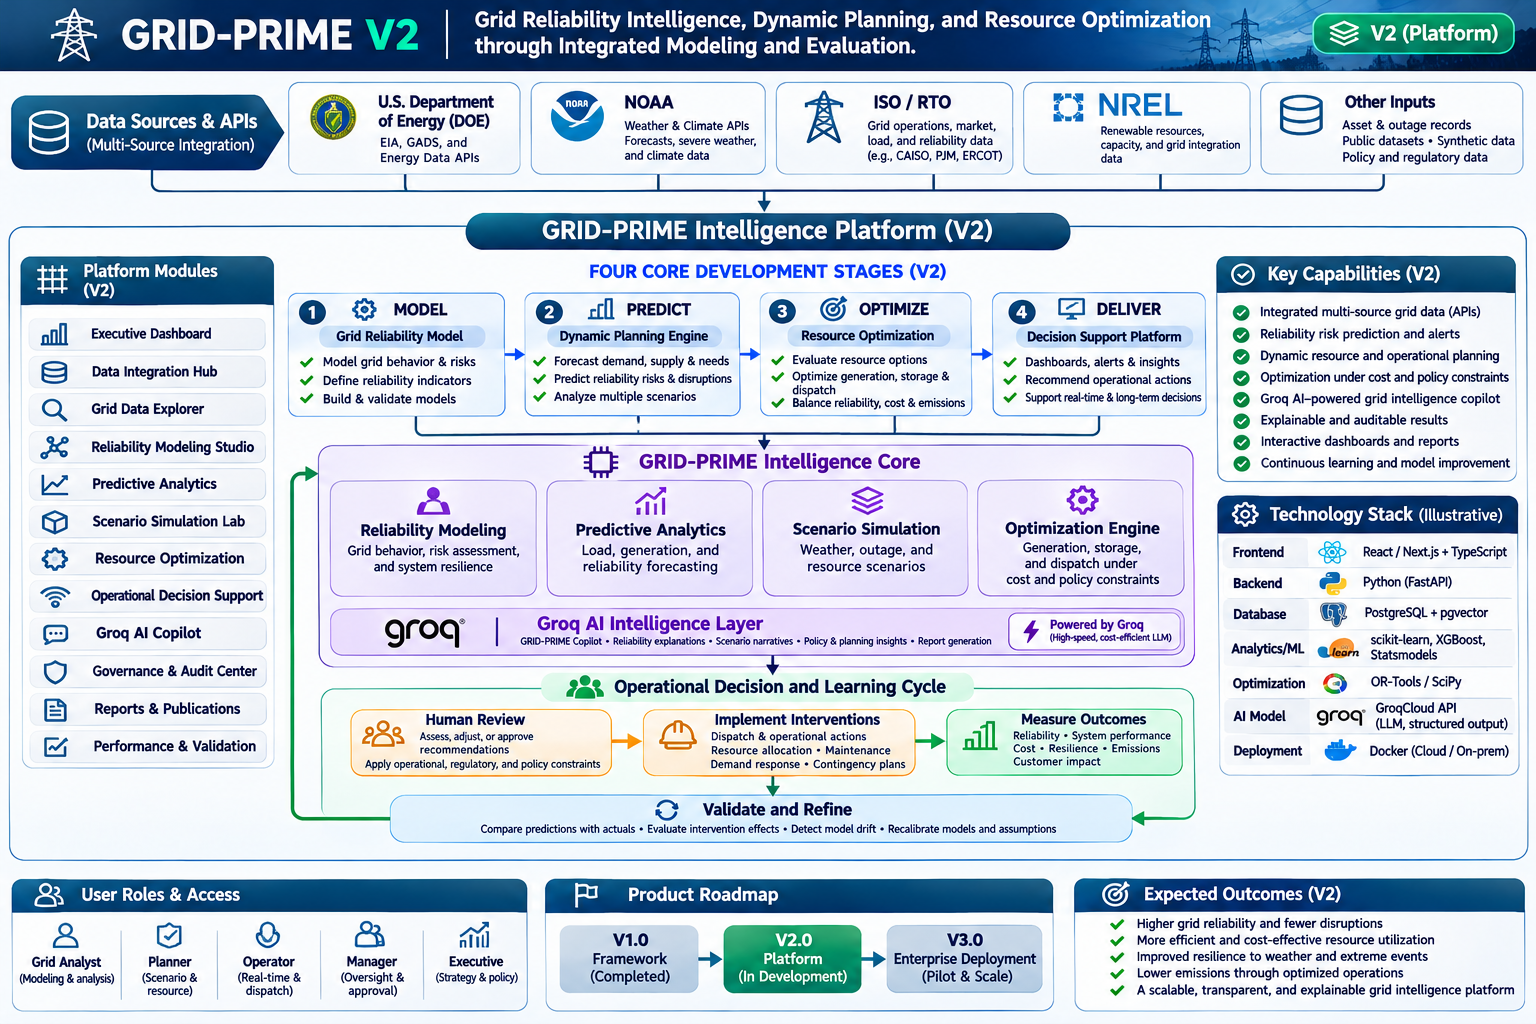 GRID-PRIME V2
Grid Reliability Intelligence, Dynamic Planning, and Resource Optimization
through Integrated Modeling and Evaluation.
V2 (Platform)
Data Sources & APIs
(Multi-Source Integration)
U.S. Department
of Energy (DOE)
EIA, GADS, and
Energy Data APIs
NOAA
NOAA
Weather & Climate APIs
Forecasts, severe weather,
and climate data
ISO / RTO
Grid operations, market,
load, and reliability data
(e.g., CAISO, PJM, ERCOT)
NREL
Renewable resources,
capacity, and grid integration
data
Other Inputs
Asset & outage records
Public datasets • Synthetic data
Policy and regulatory data
GRID-PRIME Intelligence Platform (V2)
Platform Modules
(V2)
Executive Dashboard
Data Integration Hub
Grid Data Explorer
Reliability Modeling Studio
Predictive Analytics
Scenario Simulation Lab
Resource Optimization
Operational Decision Support
Groq AI Copilot
Governance & Audit Center
Reports & Publications
Performance & Validation
FOUR CORE DEVELOPMENT STAGES (V2)
1 MODEL
Grid Reliability Model
Model grid behavior & risks
Define reliability indicators
Build & validate models
2 PREDICT
Dynamic Planning Engine
Forecast demand, supply & needs
Predict reliability risks & disruptions
Analyze multiple scenarios
3 OPTIMIZE
Resource Optimization
Evaluate resource options
Optimize generation, storage &
dispatch
Balance reliability, cost & emissions
4 DELIVER
Decision Support Platform
Dashboards, alerts & insights
Recommend operational actions
Support real-time & long-term decisions
GRID-PRIME Intelligence Core
Reliability Modeling
Grid behavior, risk assessment,
and system resilience
Predictive Analytics
Load, generation, and
reliability forecasting
Scenario Simulation
Weather, outage, and
resource scenarios
Optimization Engine
Generation, storage,
and dispatch under
cost and policy constraints
groq®
Groq AI Intelligence Layer
GRID-PRIME Copilot • Reliability explanations • Scenario narratives • Policy & planning insights • Report generation
Powered by Groq
(High-speed, cost-efficient LLM)
Operational Decision and Learning Cycle
Human Review
Assess, adjust, or approve
recommendations
Apply operational, regulatory, and policy constraints
Implement Interventions
Dispatch & operational actions
Resource allocation • Maintenance
Demand response • Contingency plans
Measure Outcomes
Reliability • System performance
Cost • Resilience • Emissions
Customer impact
Validate and Refine
Compare predictions with actuals • Evaluate intervention effects • Detect model drift • Recalibrate models and assumptions
Key Capabilities (V2)
Integrated multi-source grid data (APIs)
Reliability risk prediction and alerts
Dynamic resource and operational planning
Optimization under cost and policy constraints
Groq AI–powered grid intelligence copilot
Explainable and auditable results
Interactive dashboards and reports
Continuous learning and model improvement
Technology Stack (Illustrative)
Frontend React / Next.js + TypeScript
Backend Python (FastAPI)
Database PostgreSQL + pgvector
Analytics/ML learn scikit-learn, XGBoost,
Statsmodels
Optimization OR-Tools / SciPy
AI Model groq® GroqCloud API
(LLM, structured output)
Deployment Docker (Cloud / On-prem)
User Roles & Access
Grid Analyst
(Modeling & analysis)
Planner
(Scenario &
resource)
Operator
(Real-time &
dispatch)
Manager
(Oversight &
approval)
Executive
(Strategy & policy)
Product Roadmap
V1.0
Framework
(Completed)
V2.0
Platform
(In Development)
V3.0
Enterprise Deployment
(Pilot & Scale)
Expected Outcomes (V2)
Higher grid reliability and fewer disruptions
More efficient and cost-effective resource utilization
Improved resilience to weather and extreme events
Lower emissions through optimized operations
A scalable, transparent, and explainable grid intelligence platform